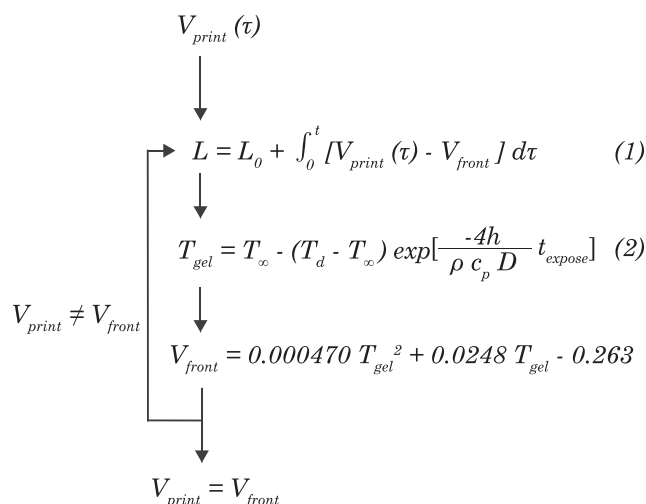 V_print (τ)
L = L_0 + ∫_0^t [V_print (τ) - V_front ] dτ (1)
T_gel = T_∞ - (T_d - T_∞) exp[ -4h / ρ c_p D t_expose ] (2)
V_print ≠ V_front
V_front = 0.000470 T_gel^2 + 0.0248 T_gel - 0.263
V_print = V_front